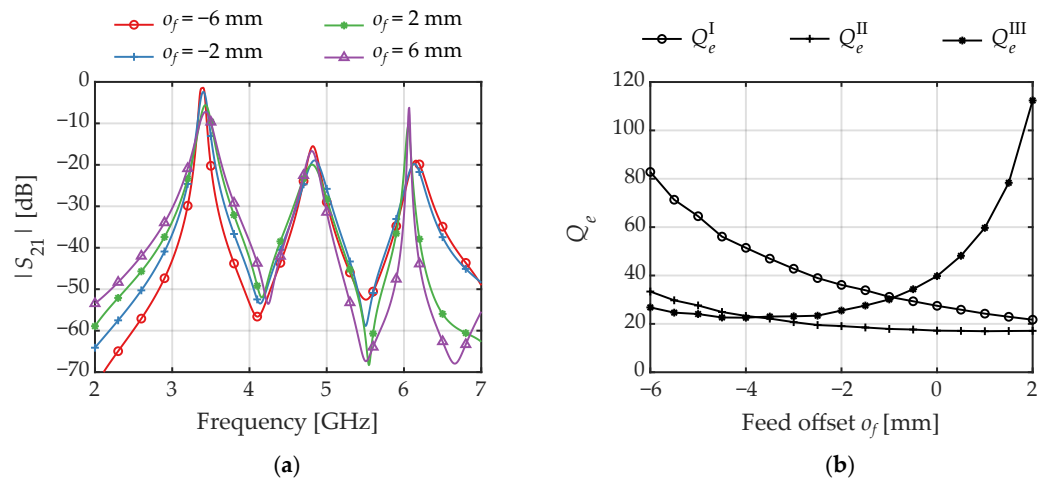 o_f = −6 mm
o_f = 2 mm
o_f = −2 mm
o_f = 6 mm
0
−10
−20
−30
−40
−50
−60
−70
2
3
4
5
6
7
|S_21| [dB]
Frequency [GHz]
(a)
Q_e^I
Q_e^II
Q_e^III
120
100
80
60
40
20
0
−6
−4
−2
0
2
Q_e
Feed offset o_f [mm]
(b)